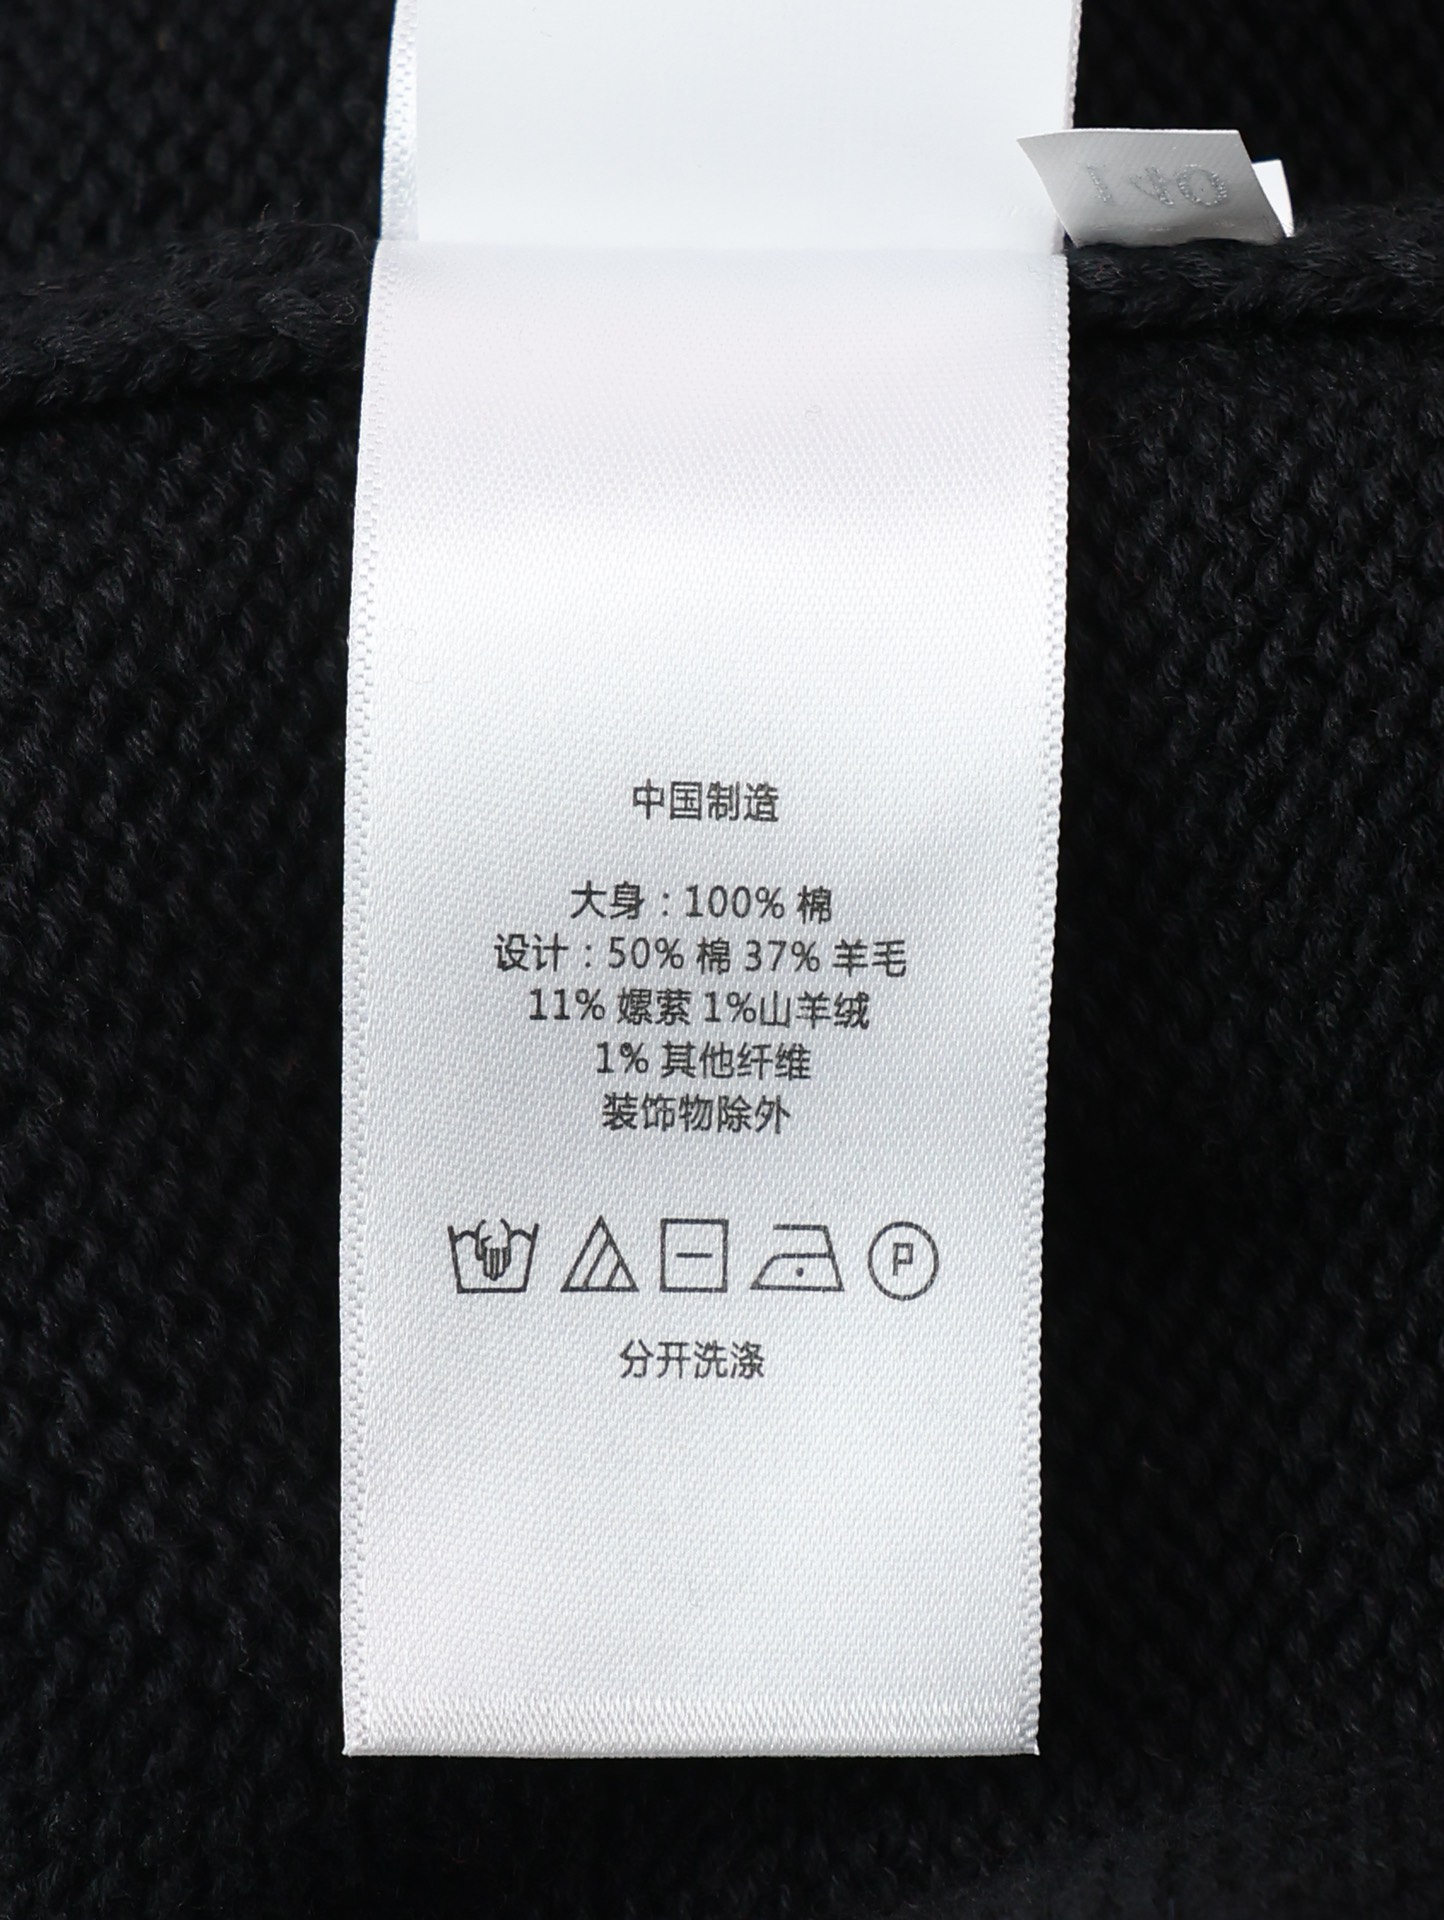 140
中国制造
大身：100% 棉
设计：50% 棉 37% 羊毛
11% 嫘萦 1%山羊绒
1% 其他纤维
装饰物除外
P
分开洗涤